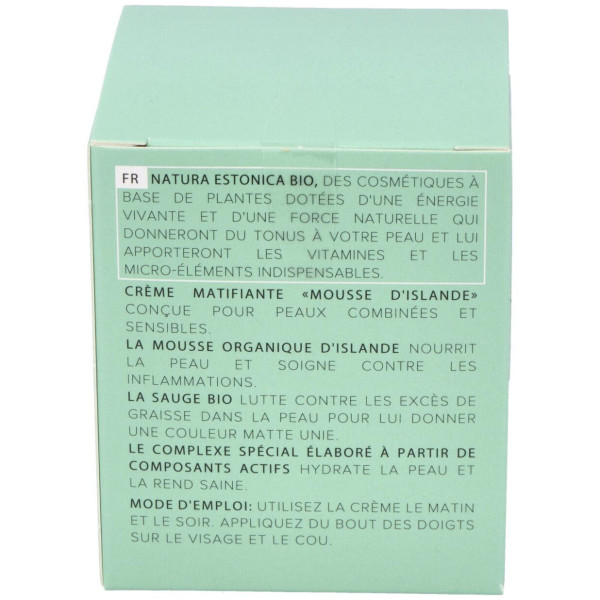 FR NATURA ESTONICA BIO, DES COSMÉTIQUES À
BASE DE PLANTES DOTÉES D'UNE ÉNERGIE
VIVANTE ET D'UNE FORCE NATURELLE QUI
DONNERONT DU TONUS À VOTRE PEAU ET LUI
APPORTERONT LES VITAMINES ET LES
MICRO-ÉLÉMENTS INDISPENSABLES.
CRÈME MATIFIANTE «MOUSSE D'ISLANDE»
CONÇUE POUR PEAUX COMBINÉES ET
SENSIBLES.
LA MOUSSE ORGANIQUE D'ISLANDE NOURRIT
LA PEAU ET SOIGNE CONTRE LES
INFLAMMATIONS.
LA SAUGE BIO LUTTE CONTRE LES EXCÈS DE
GRAISSE DANS LA PEAU POUR LUI DONNER
UNE COULEUR MATTE UNIE.
LE COMPLEXE SPÉCIAL ÉLABORÉ À PARTIR DE
COMPOSANTS ACTIFS HYDRATE LA PEAU ET
LA REND SAINE.
MODE D'EMPLOI: UTILISEZ LA CRÈME LE MATIN
ET LE SOIR. APPLIQUEZ DU BOUT DES DOIGTS
SUR LE VISAGE ET LE COU.